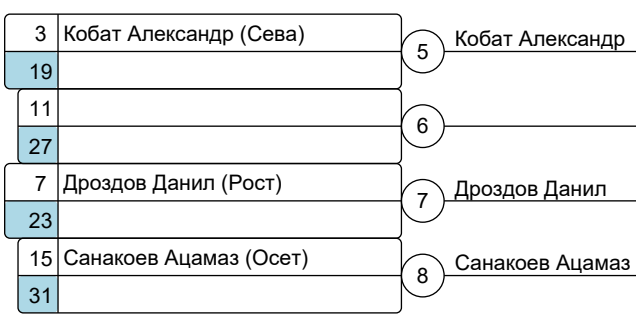 3 Кобат Александр (Сева)
5 Кобат Александр
19
11
6
27
7 Дроздов Данил (Рост)
7 Дроздов Данил
23
15 Санакоев Ацамаз (Осет)
8 Санакоев Ацамаз
31